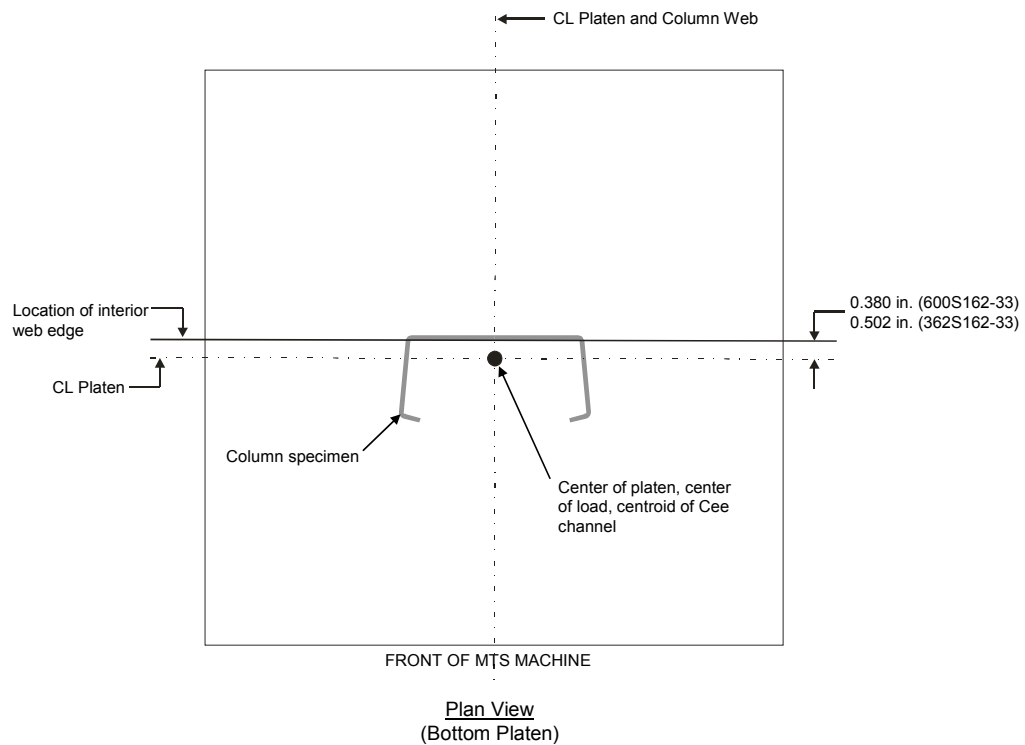 CL Platen and Column Web
Location of interior
web edge
0.380 in. (600S162-33)
0.502 in. (362S162-33)
CL Platen
Column specimen
Center of platen, center
of load, centroid of Cee
channel
FRONT OF MTS MACHINE
Plan View
(Bottom Platen)